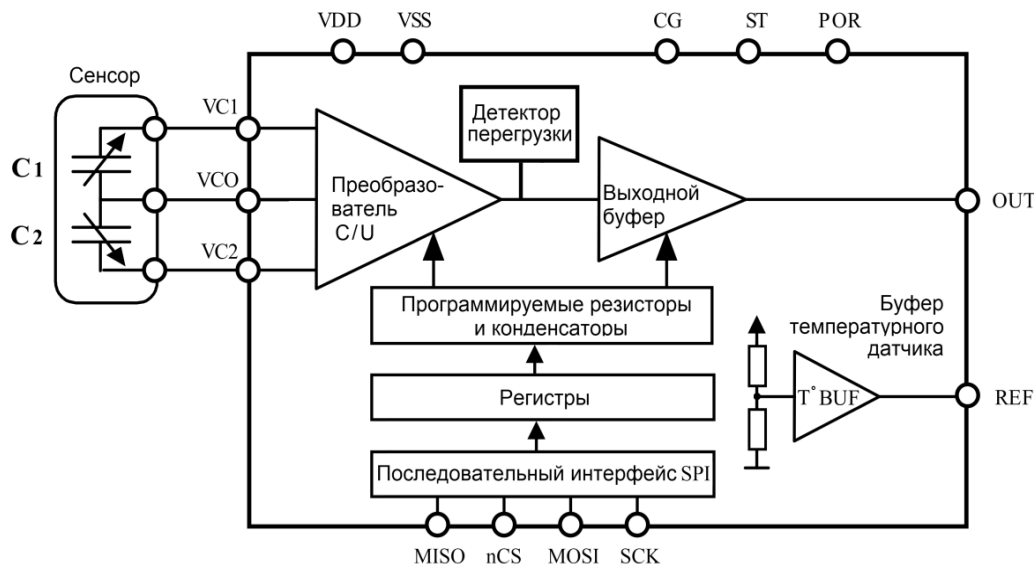 VDD
VSS
CG
ST
POR
Сенсор
VC1
Детектор
перегрузки
C1
VCO
Преобразо-
ватель
C/U
Выходной
буфер
OUT
C2
VC2
Программируемые резисторы
и конденсаторы
Буфер
температурного
датчика
Регистры
T° BUF
REF
Последовательный интерфейс SPI
MISO
nCS
MOSI
SCK